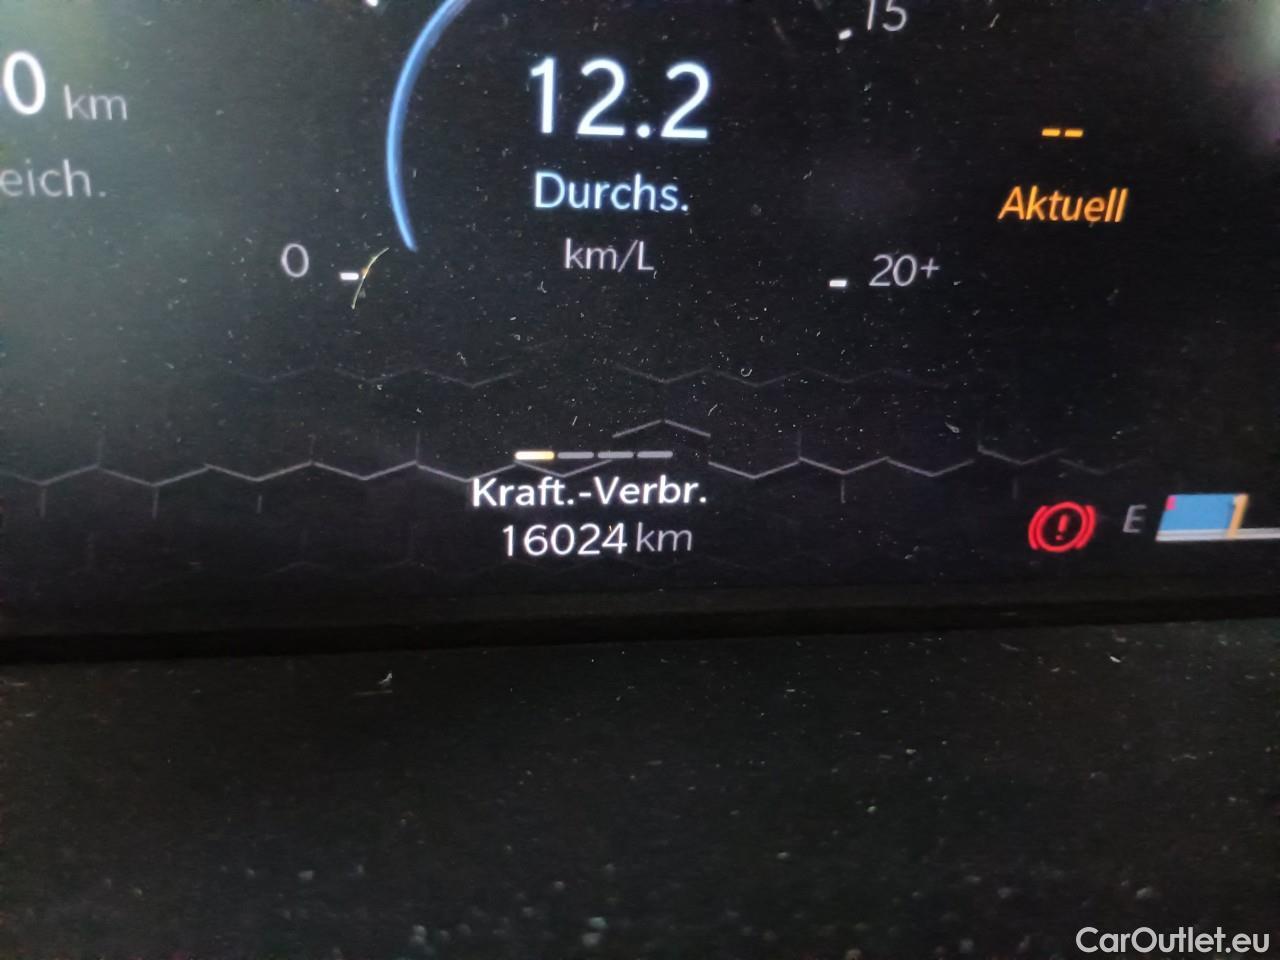 15
0 km
12.2
--
eich.
Durchs.
Aktuell
km/L
0
20+
Kraft.-Verbr.
16024 km
E
CarOutlet.eu